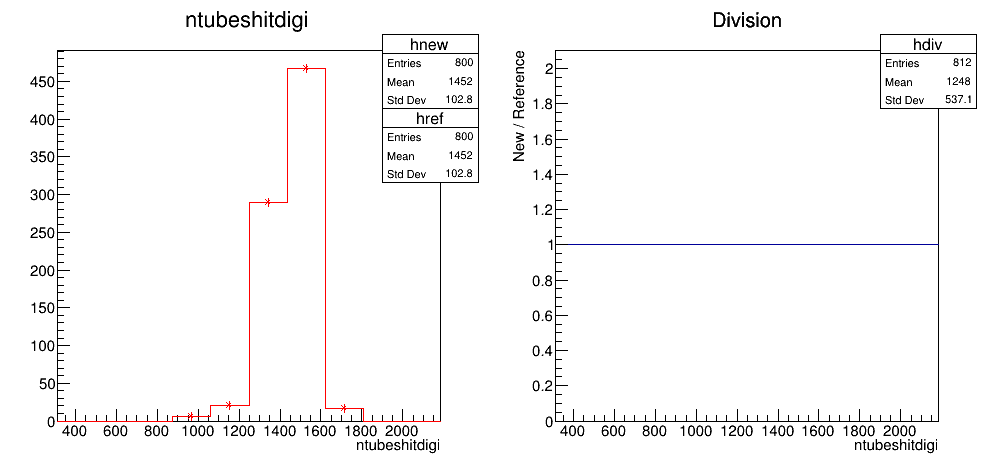 ntubeshitdigi
hnew
Entries 800
Mean 1452
Std Dev 102.8
href
Entries 800
Mean 1452
Std Dev 102.8
450
400
350
300
250
200
150
100
50
0
400 600 800 1000 1200 1400 1600 1800 2000
ntubeshitdigi
Division
hdiv
Entries 812
Mean 1248
Std Dev 537.1
New / Reference
2
1.8
1.6
1.4
1.2
1
0.8
0.6
0.4
0.2
0
400 600 800 1000 1200 1400 1600 1800 2000
ntubeshitdigi